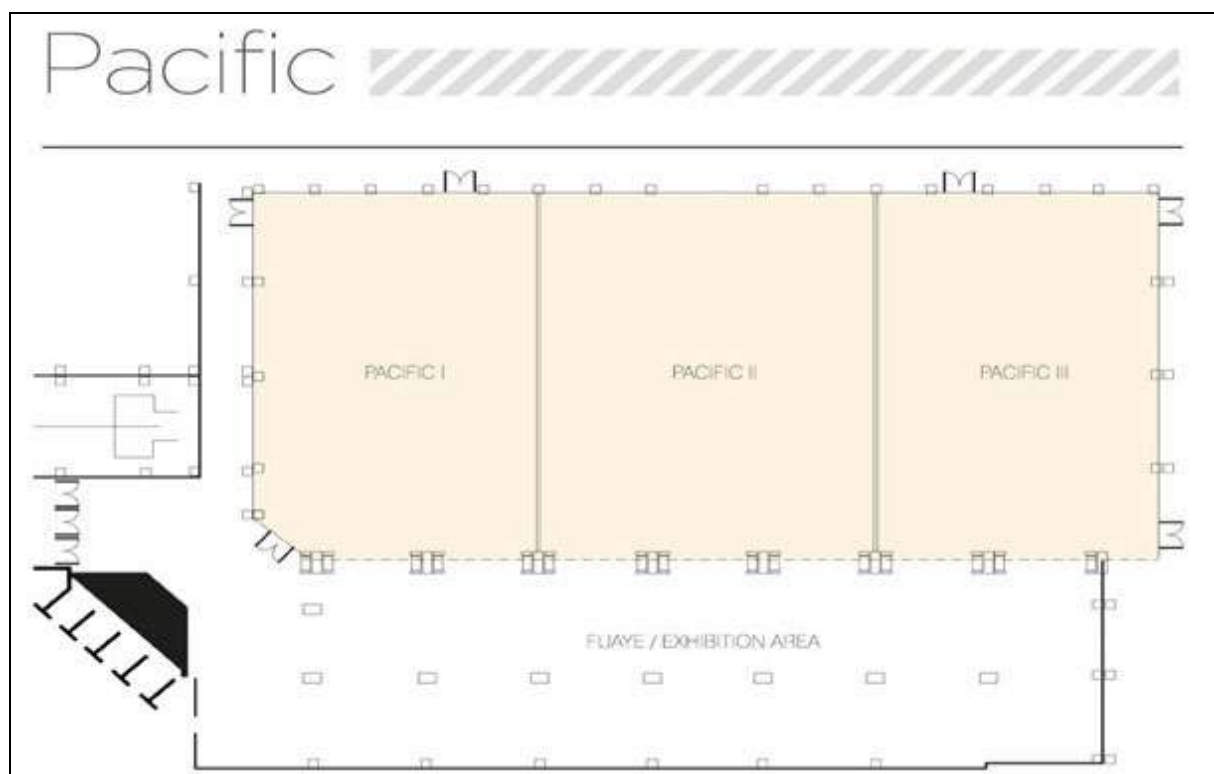 Pacific
PACIFIC I
PACIFIC II
PACIFIC III
FUAYE / EXHIBITION AREA